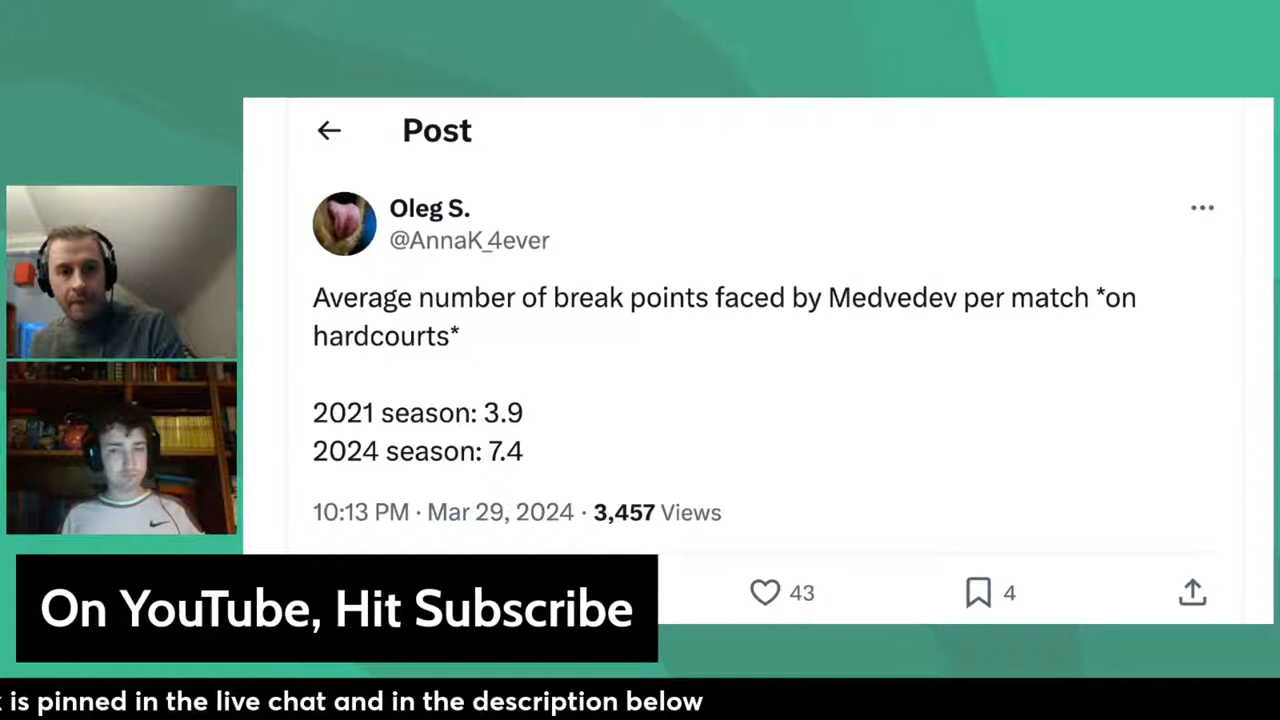 Post
Oleg S.
@AnnaK_4ever
Average number of break points faced by Medvedev per match *on
hardcourts*
2021 season: 3.9
2024 season: 7.4
10:13 PM · Mar 29, 2024 · 3,457 Views
43
4
On YouTube, Hit Subscribe
is pinned in the live chat and in the description below